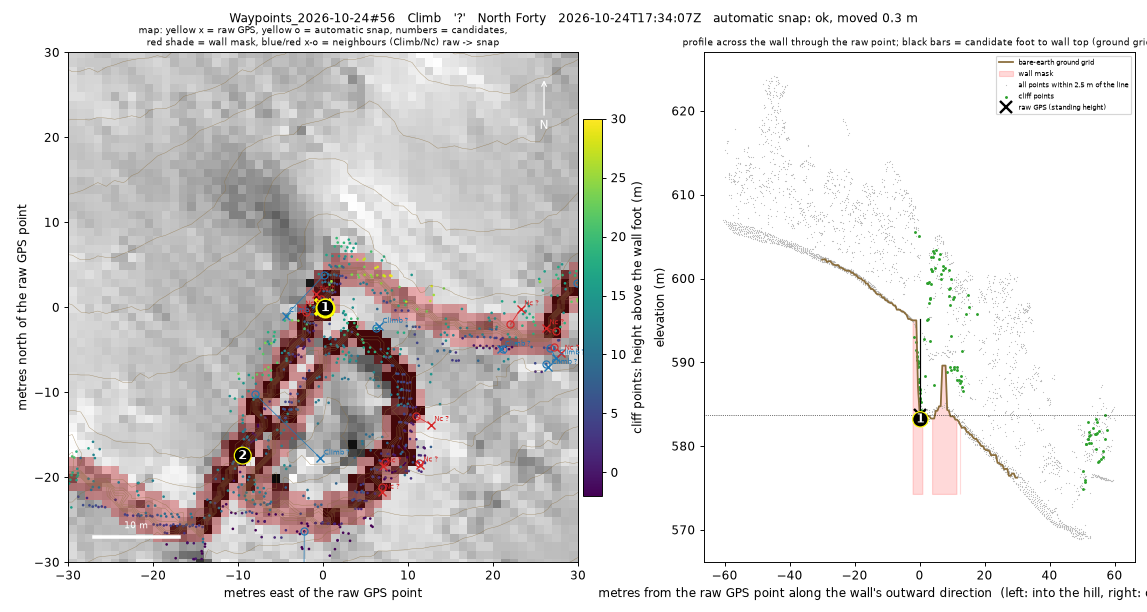 Waypoints_2026-10-24#56 Climb '?' North Forty 2026-10-24T17:34:07Z automatic snap: ok, moved 0.3 m
map: yellow x = raw GPS, yellow o = automatic snap, numbers = candidates,
red shade = wall mask, blue/red x-o = neighbours (Climb/Nc) raw -> snap
profile across the wall through the raw point; black bars = candidate foot to wall top (ground gri
30
20
10
0
−10
−20
−30
metres north of the raw GPS point
−30
−20
−10
0
10
20
30
metres east of the raw GPS point
N
10 m
1
2
Nc ?
Climb
Nc ?
Nc ?
Climb
30
25
20
15
10
5
0
cliff points: height above the wall foot (m)
bare-earth ground grid
wall mask
all points within 2.5 m of the line
cliff points
raw GPS (standing height)
620
610
600
590
580
570
elevation (m)
1
−60
−40
−20
0
20
40
60
metres from the raw GPS point along the wall's outward direction (left: into the hill, right: